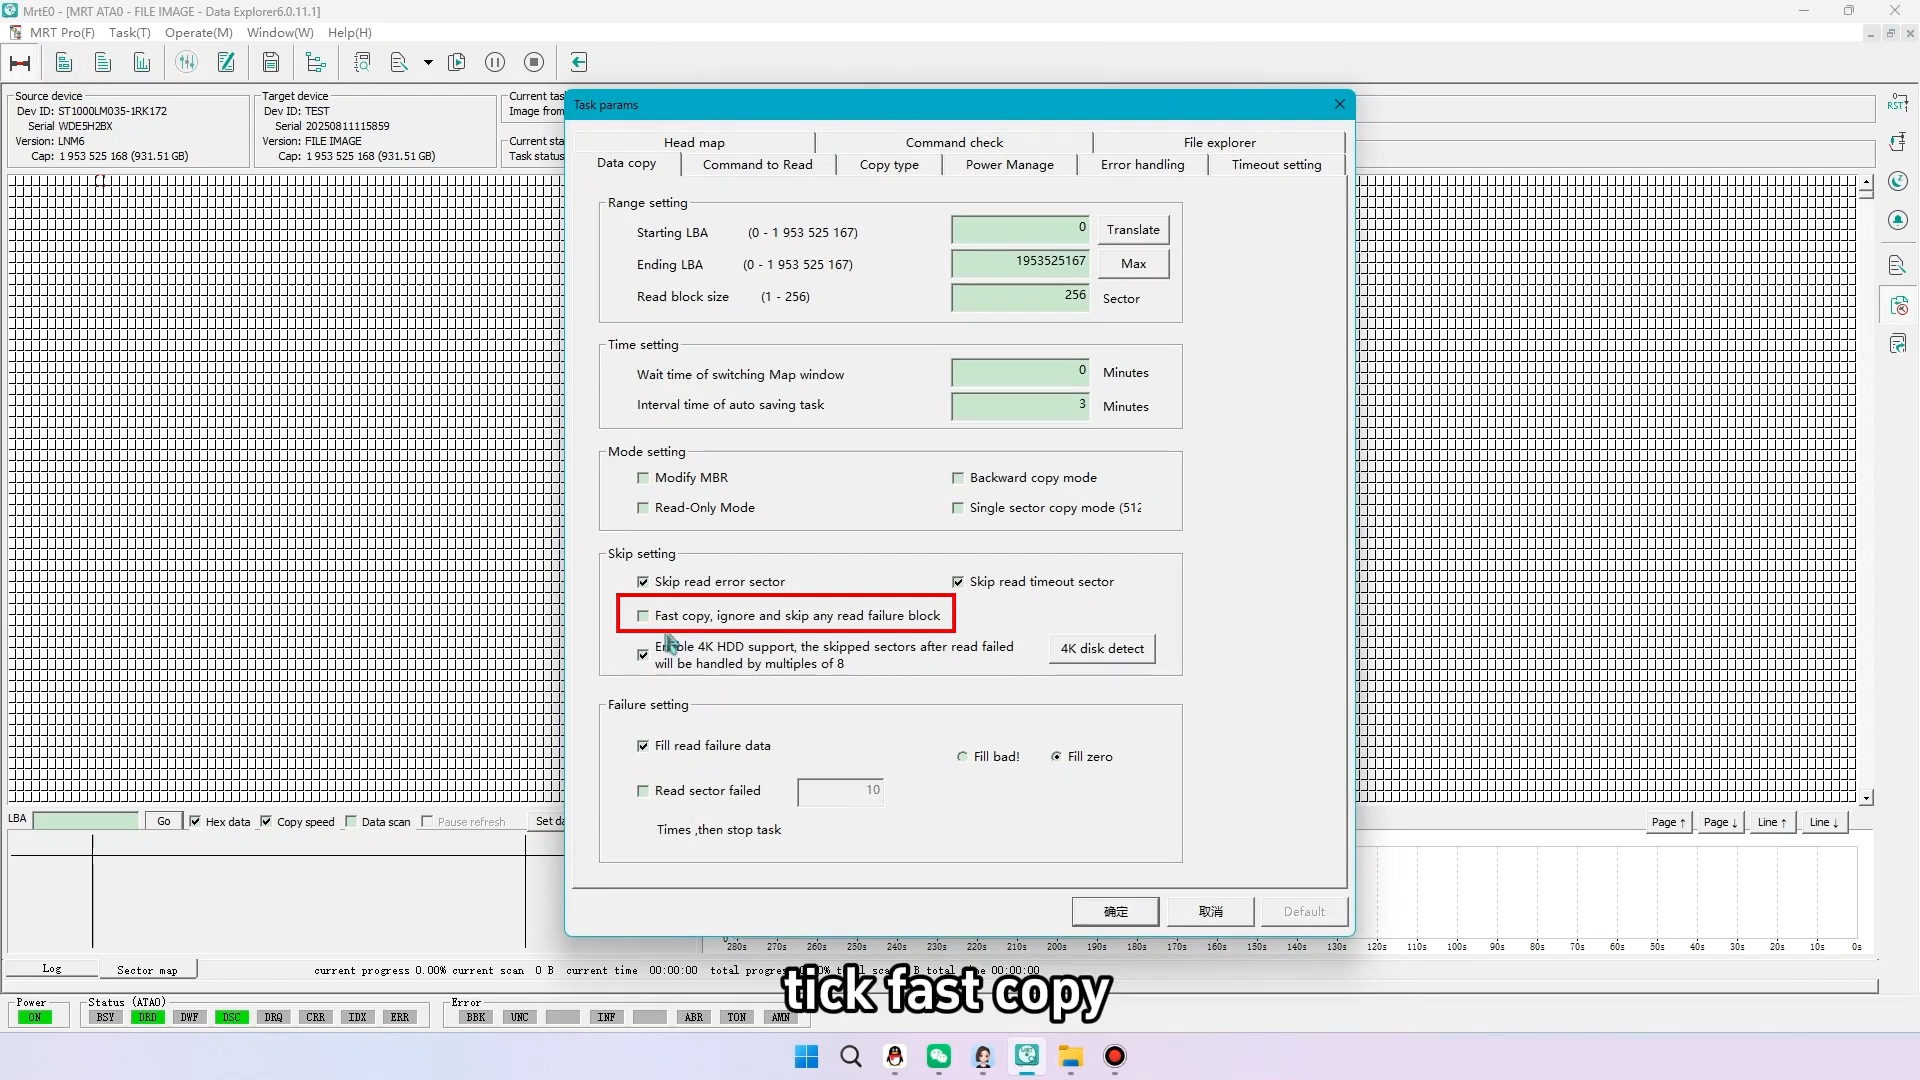 MrtE0 - [MRT ATA0 - FILE IMAGE - Data Explorer6.0.11.1]
MRT Pro(F) Task(T) Operate(M) Window(W) Help(H)
Source device
Dev ID: ST1000LM035-1RK172
Serial WDE5H2BX
Version: LNM6
Cap: 1 953 525 168 (931.51 GB)
Target device
Dev ID: TEST
Serial 20250811115859
Version: FILE IMAGE
Cap: 1 953 525 168 (931.51 GB)
Current tas
Image from
Current sta
Task status
RST
Task params
Head map Command check File explorer
Data copy Command to Read Copy type Power Manage Error handling Timeout setting
Range setting
Starting LBA (0 - 1 953 525 167) 0 Translate
Ending LBA (0 - 1 953 525 167) 1953525167 Max
Read block size (1 - 256) 256 Sector
Time setting
Wait time of switching Map window 0 Minutes
Interval time of auto saving task 3 Minutes
Mode setting
Modify MBR Backward copy mode
Read-Only Mode Single sector copy mode (512
Skip setting
Skip read error sector Skip read timeout sector
Fast copy, ignore and skip any read failure block
Enable 4K HDD support, the skipped sectors after read failed
will be handled by multiples of 8
4K disk detect
Failure setting
Fill read failure data Fill bad! Fill zero
Read sector failed 10
Times ,then stop task
确定 取消 Default
LBA Go Hex data Copy speed Data scan Pause refresh Set da
Page ↑ Page ↓ Line ↑ Line ↓
280s 270s 260s 250s 240s 230s 220s 210s 200s 190s 180s 170s 160s 150s 140s 130s 120s 110s 100s 90s 80s 70s 60s 50s 40s 30s 20s 10s 0s
Log Sector map current progress 0.00% current scan 0 B current time 00:00:00 total progre
tick fast copy
Power
ON
Status (ATA0)
BSY DRD DWF DSC DRQ CRR IDX ERR
Error
BBK UNC INF ABR TON AMN